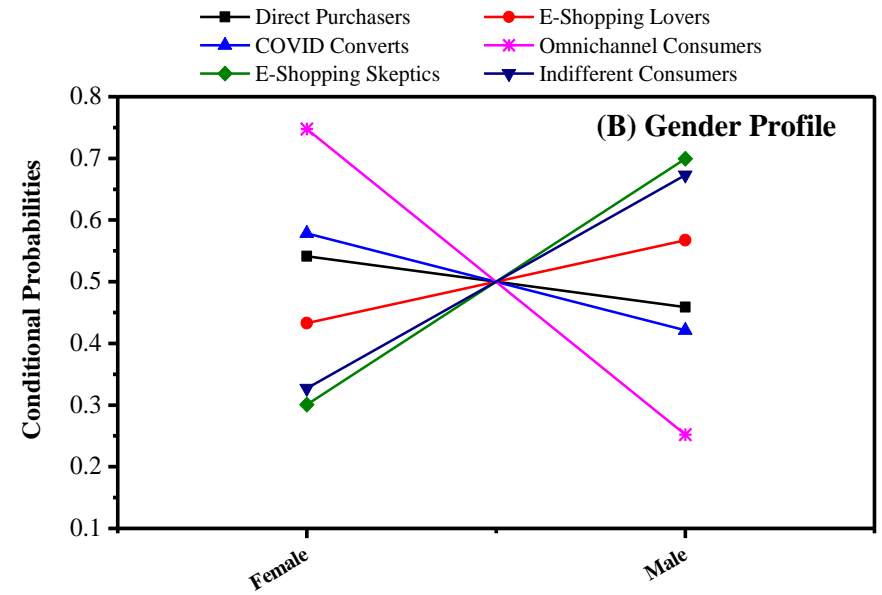 Direct Purchasers
E-Shopping Lovers
COVID Converts
Omnichannel Consumers
E-Shopping Skeptics
Indifferent Consumers
(B) Gender Profile
Conditional Probabilities
0.8
0.7
0.6
0.5
0.4
0.3
0.2
0.1
Female
Male